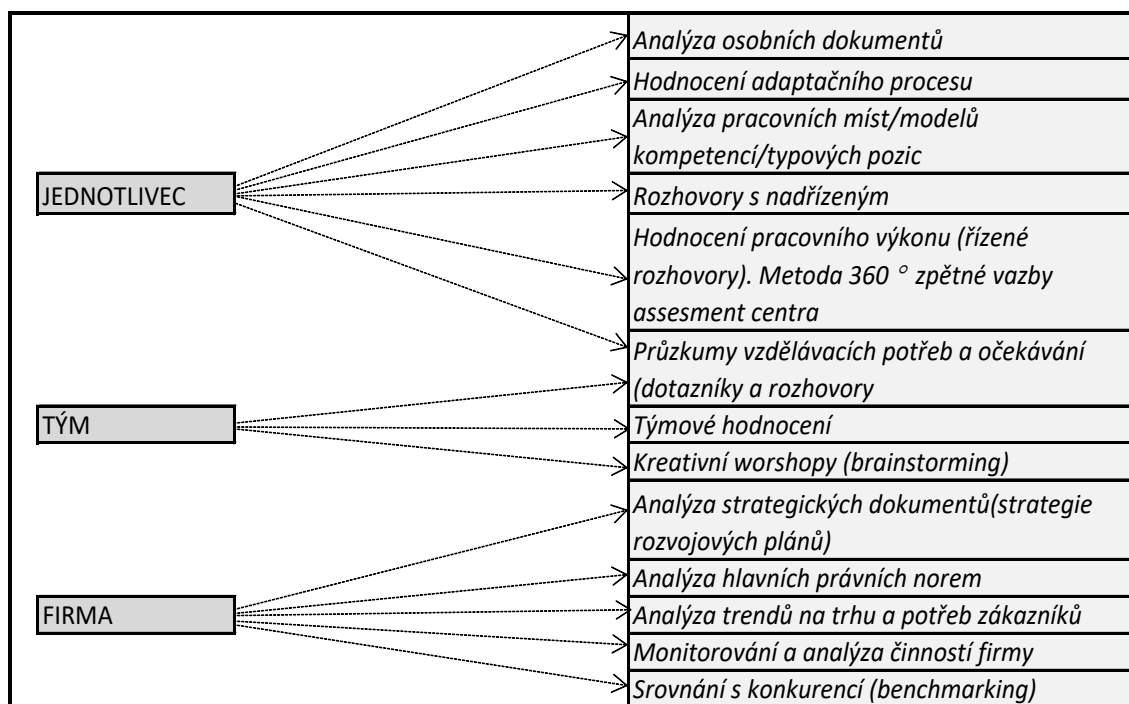 Analýza osobních dokumentů
Hodnocení adaptačního procesu
Analýza pracovních míst/modelů
kompetencí/typových pozic
JEDNOTLIVEC
Rozhovory s nadřízeným
Hodnocení pracovního výkonu (řízené
rozhovory). Metoda 360 ° zpětné vazby
assesment centra
Průzkumy vzdělávacích potřeb a očekávání
(dotazníky a rozhovory
TÝM
Týmové hodnocení
Kreativní worshopy (brainstorming)
Analýza strategických dokumentů(strategie
rozvojových plánů)
Analýza hlavních právních norem
FIRMA
Analýza trendů na trhu a potřeb zákazníků
Monitorování a analýza činností firmy
Srovnání s konkurencí (benchmarking)